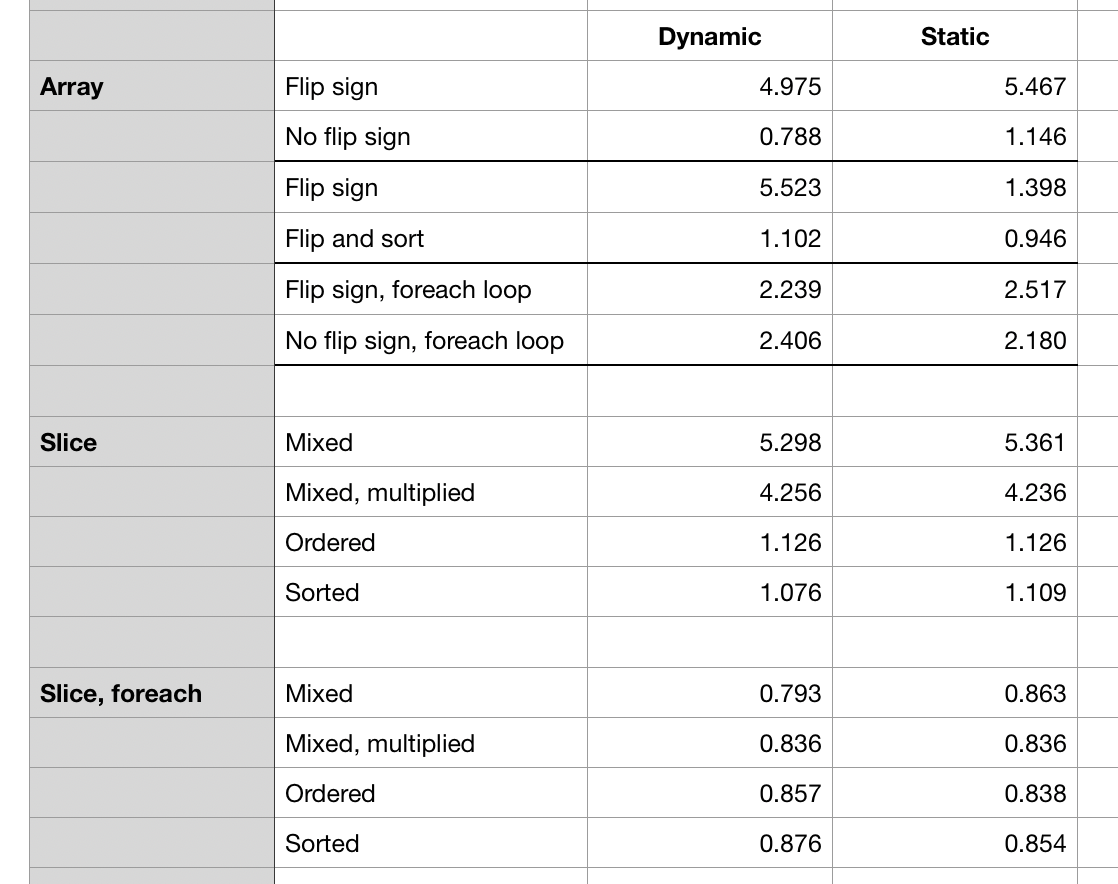 Dynamic Static
Array Flip sign 4.975 5.467
No flip sign 0.788 1.146
Flip sign 5.523 1.398
Flip and sort 1.102 0.946
Flip sign, foreach loop 2.239 2.517
No flip sign, foreach loop 2.406 2.180
Slice Mixed 5.298 5.361
Mixed, multiplied 4.256 4.236
Ordered 1.126 1.126
Sorted 1.076 1.109
Slice, foreach Mixed 0.793 0.863
Mixed, multiplied 0.836 0.836
Ordered 0.857 0.838
Sorted 0.876 0.854